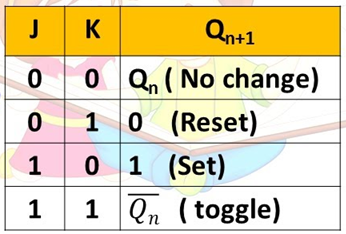 J K Qn+1
0 0 Qn ( No change)
0 1 0 (Reset)
1 0 1 (Set)
1 1 Q̅n̅ ( toggle)